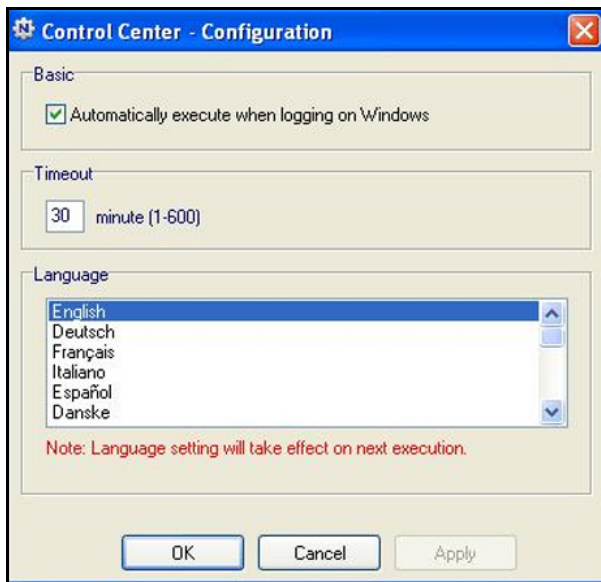 Control Center - Configuration
Basic
Automatically execute when logging on Windows
Timeout
30 minute (1-600)
Language
English
Deutsch
Français
Italiano
Español
Danske
Note: Language setting will take effect on next execution.
OK Cancel Apply